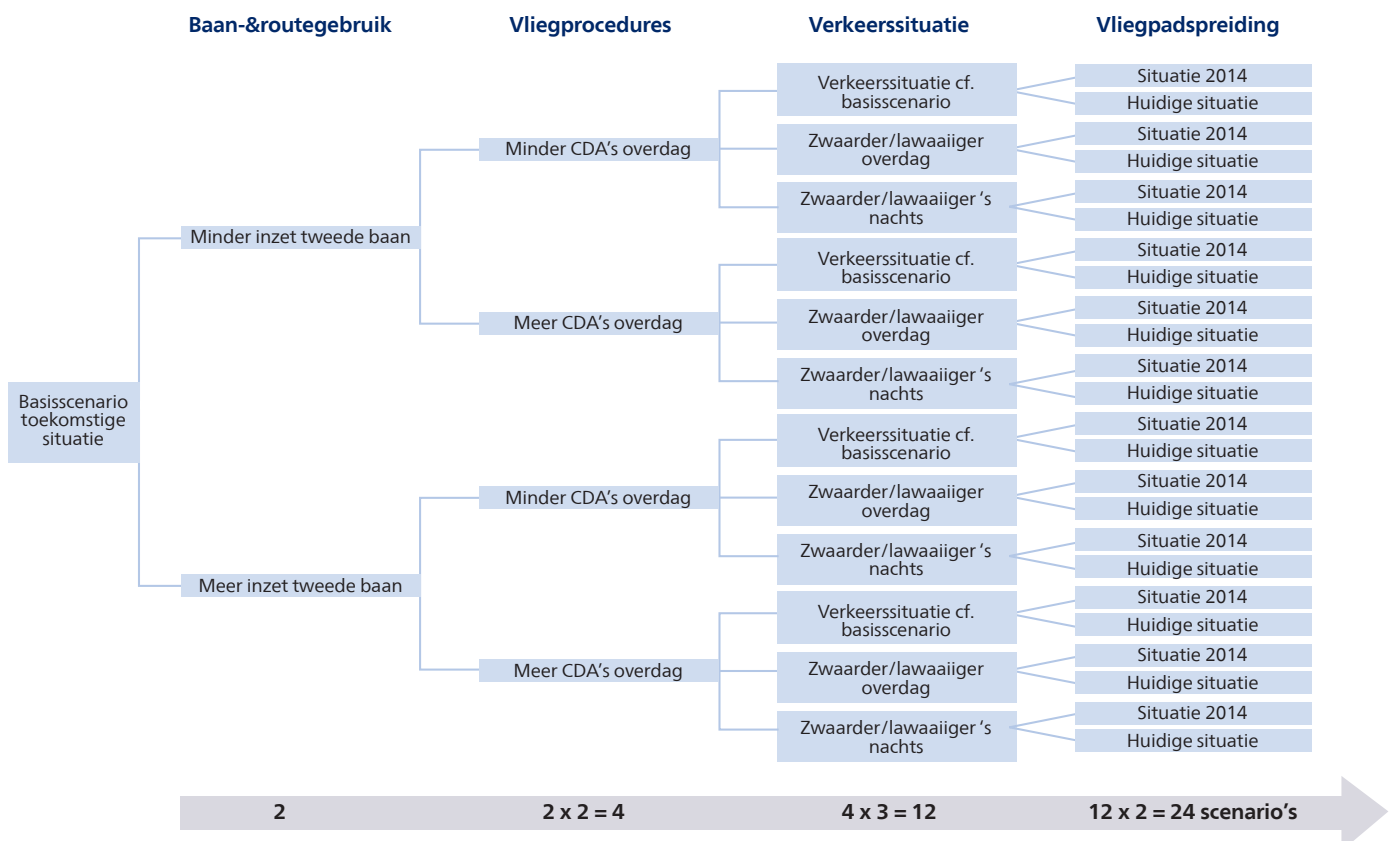 Baan-&routegebruik
Vliegprocedures
Verkeerssituatie
Vliegpadspreiding
Basisscenario
toekomstige
situatie
Minder inzet tweede baan
Minder CDA's overdag
Verkeerssituatie cf.
basisscenario
Situatie 2014
Huidige situatie
Zwaarder/lawaaiiger
overdag
Situatie 2014
Huidige situatie
Zwaarder/lawaaiiger 's
nachts
Situatie 2014
Huidige situatie
Meer CDA's overdag
Verkeerssituatie cf.
basisscenario
Situatie 2014
Huidige situatie
Zwaarder/lawaaiiger
overdag
Situatie 2014
Huidige situatie
Zwaarder/lawaaiiger 's
nachts
Situatie 2014
Huidige situatie
Meer inzet tweede baan
Minder CDA's overdag
Verkeerssituatie cf.
basisscenario
Situatie 2014
Huidige situatie
Zwaarder/lawaaiiger
overdag
Situatie 2014
Huidige situatie
Zwaarder/lawaaiiger 's
nachts
Situatie 2014
Huidige situatie
Meer CDA's overdag
Verkeerssituatie cf.
basisscenario
Situatie 2014
Huidige situatie
Zwaarder/lawaaiiger
overdag
Situatie 2014
Huidige situatie
Zwaarder/lawaaiiger 's
nachts
Situatie 2014
Huidige situatie
2
2 x 2 = 4
4 x 3 = 12
12 x 2 = 24 scenario's